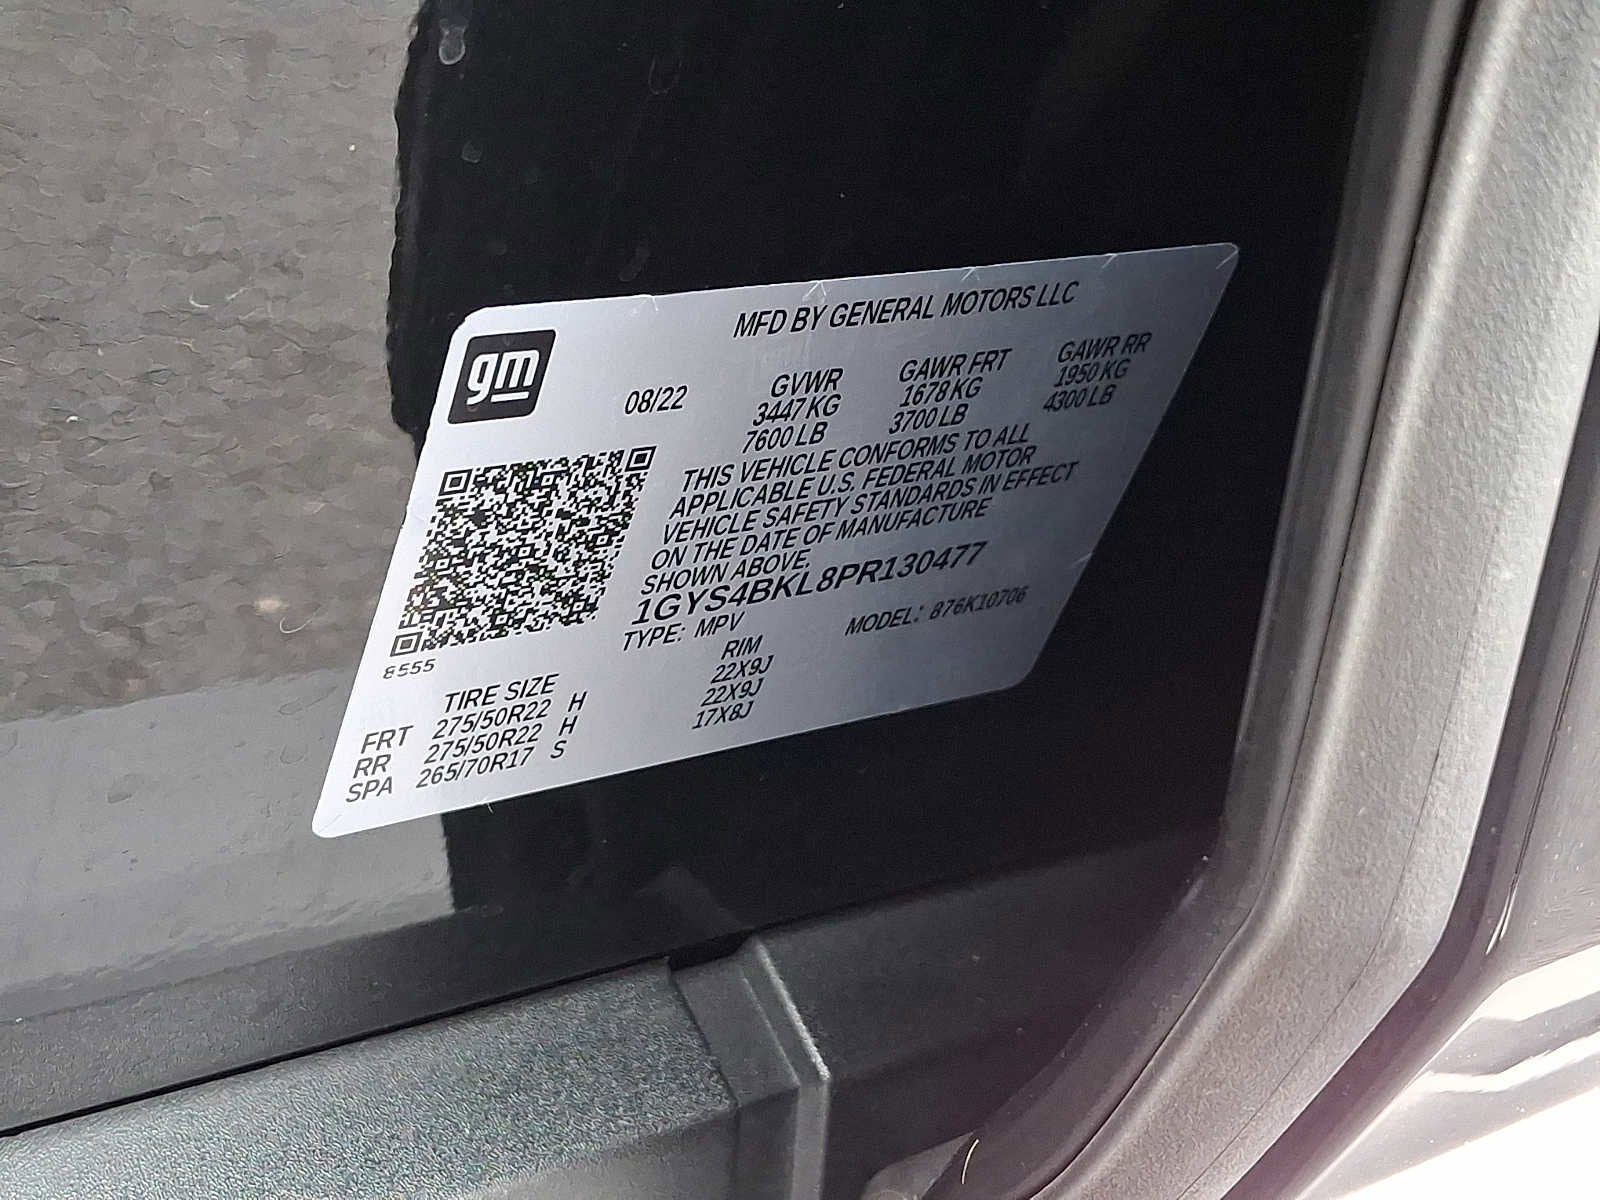 gm
MFD BY GENERAL MOTORS LLC
08/22
GVWR GAWR FRT GAWR RR
3447 KG 1678 KG 1950 KG
7600 LB 3700 LB 4300 LB
THIS VEHICLE CONFORMS TO ALL
APPLICABLE U.S. FEDERAL MOTOR
VEHICLE SAFETY STANDARDS IN EFFECT
ON THE DATE OF MANUFACTURE
SHOWN ABOVE.
1GYS4BKL8PR130477
TYPE: MPV MODEL: 876K10706
8555
TIRE SIZE RIM
FRT 275/50R22 H 22X9J
RR 275/50R22 H 22X9J
SPA 265/70R17 S 17X8J